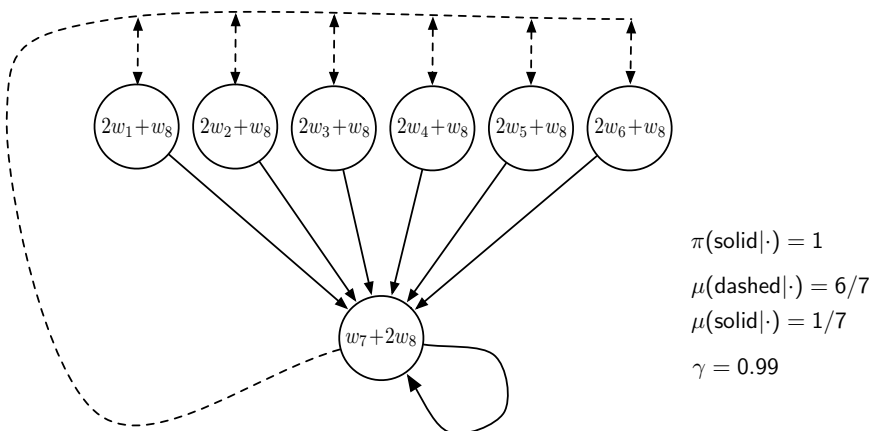 2w₁+w₈ 2w₂+w₈ 2w₃+w₈ 2w₄+w₈ 2w₅+w₈ 2w₆+w₈
π(solid|·) = 1
μ(dashed|·) = 6/7
μ(solid|·) = 1/7
w₇+2w₈
γ = 0.99